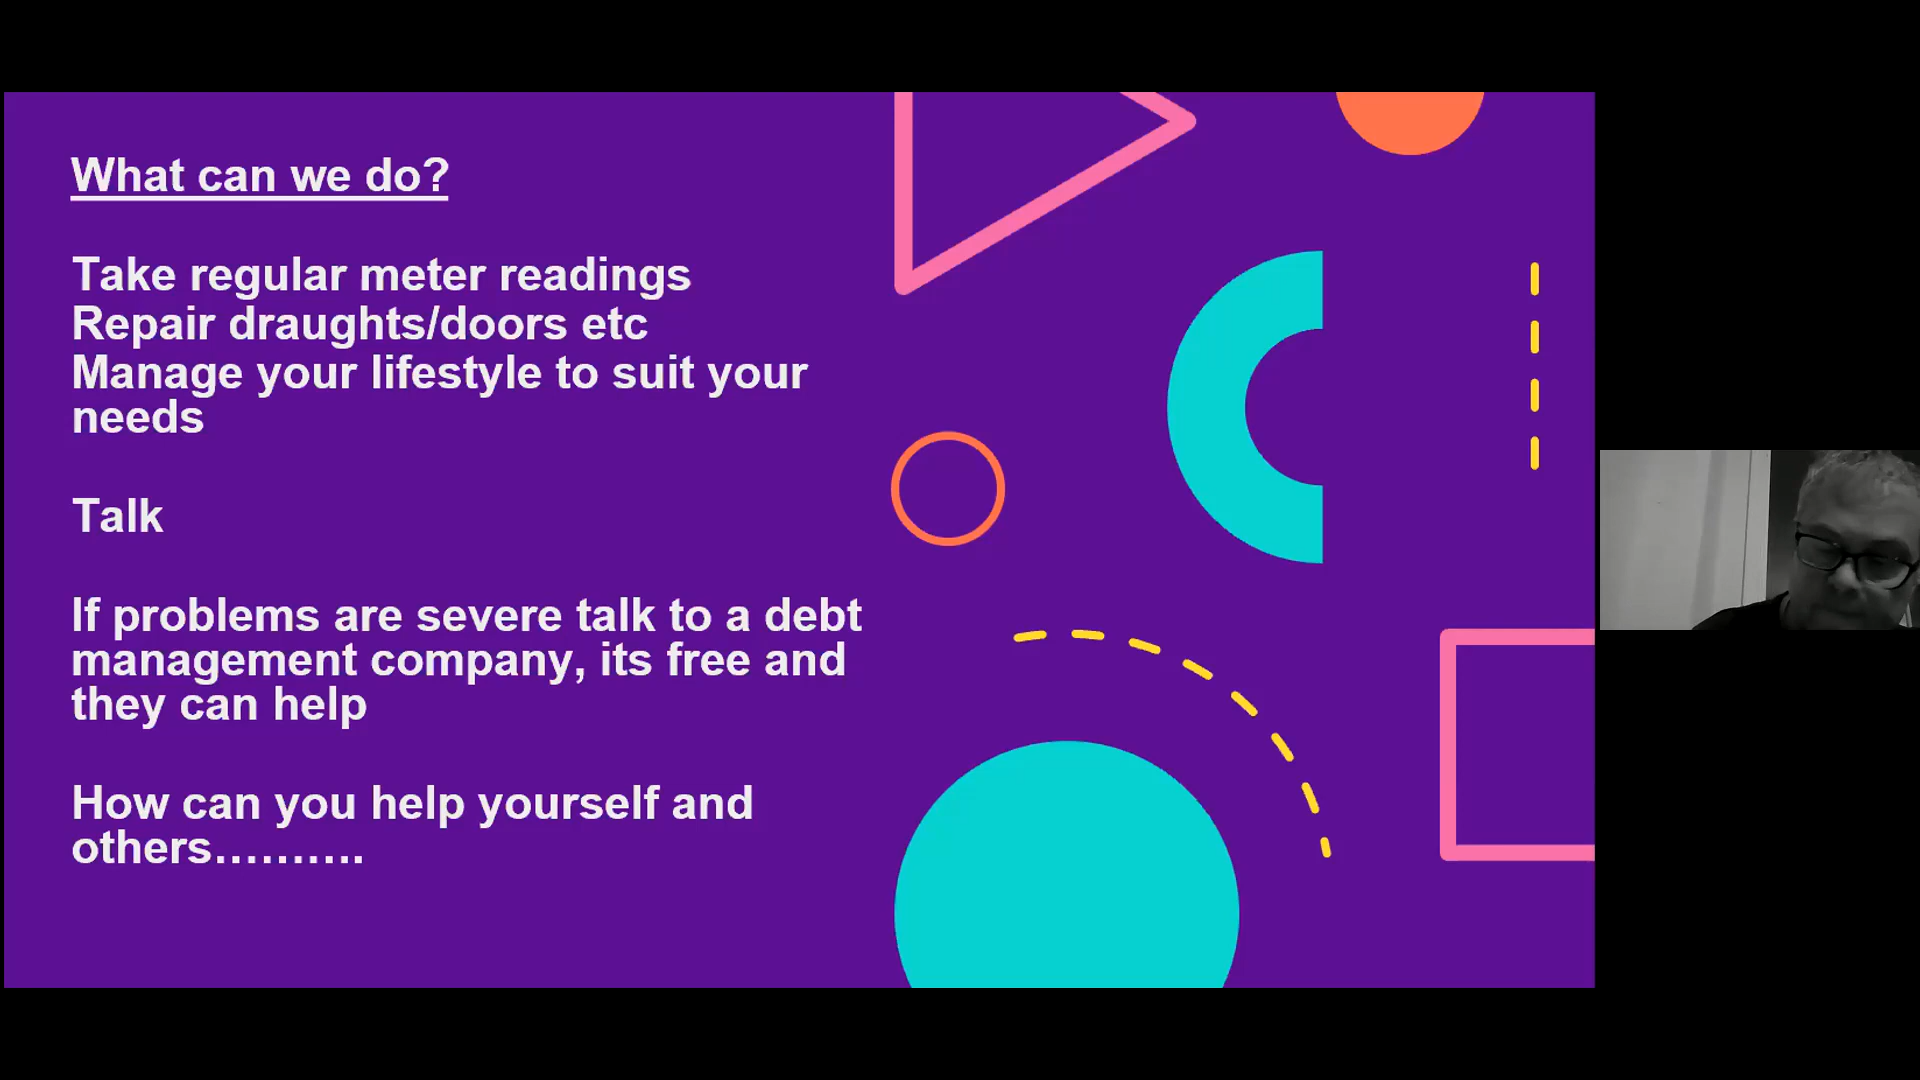 What can we do?
Take regular meter readings
Repair draughts/doors etc
Manage your lifestyle to suit your
needs
Talk
If problems are severe talk to a debt
management company, its free and
they can help
How can you help yourself and
others..........